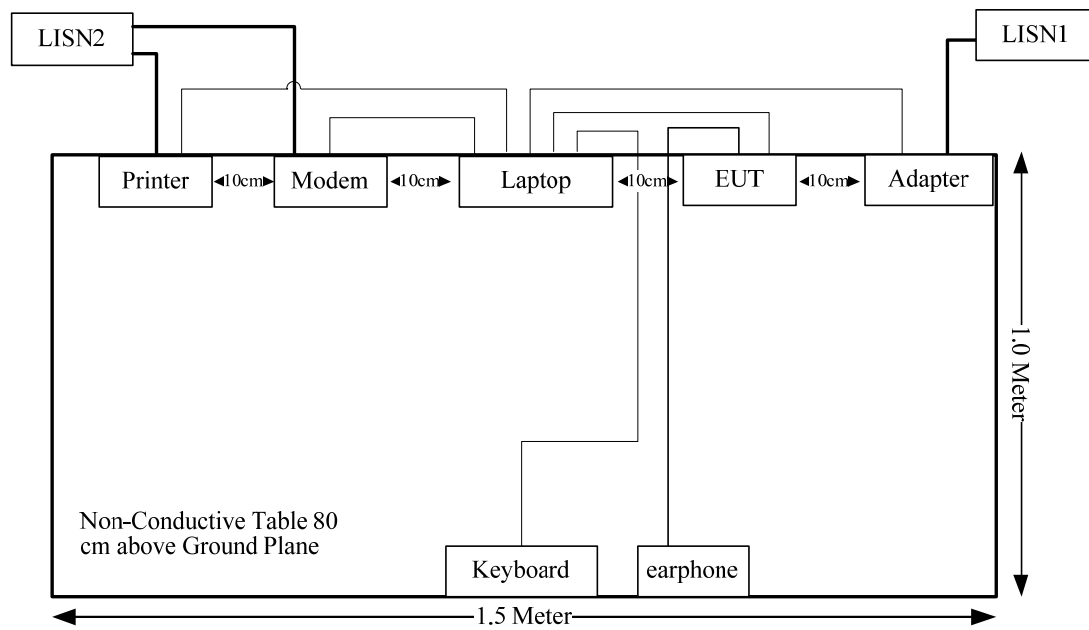 LISN2
LISN1
Printer
10cm
Modem
10cm
Laptop
10cm
EUT
10cm
Adapter
1.0 Meter
Non-Conductive Table 80
cm above Ground Plane
Keyboard
earphone
1.5 Meter